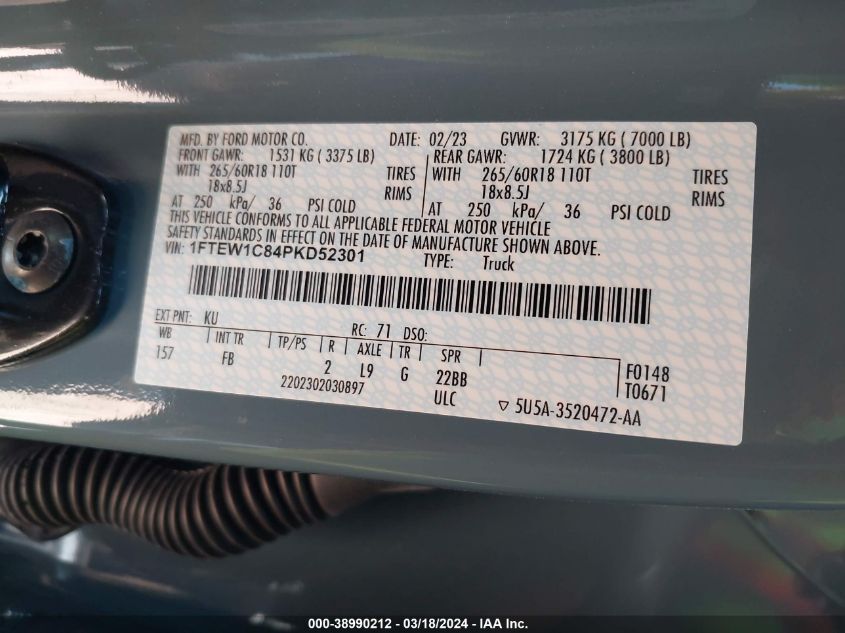 MFD. BY FORD MOTOR CO. DATE: 02/23 GVWR: 3175 KG ( 7000 LB)
FRONT GAWR: 1531 KG ( 3375 LB) REAR GAWR: 1724 KG ( 3800 LB)
WITH 265/60R18 110T TIRES WITH 265/60R18 110T TIRES
18x8.5J RIMS 18x8.5J RIMS
AT 250 kPa/ 36 PSI COLD AT 250 kPa/ 36 PSI COLD
THIS VEHICLE CONFORMS TO ALL APPLICABLE FEDERAL MOTOR VEHICLE
SAFETY STANDARDS IN EFFECT ON THE DATE OF MANUFACTURE SHOWN ABOVE.
VIN: 1FTEW1C84PKD52301 TYPE: Truck
EXT PNT: KU RC: 71 DSO:
WB INT TR TP/PS R AXLE TR SPR
157 FB 2 L9 G 22BB F0148
2202302030897 ULC T0671
▽ 5U5A-3520472-AA
000-38990212 - 03/18/2024 - IAA Inc.